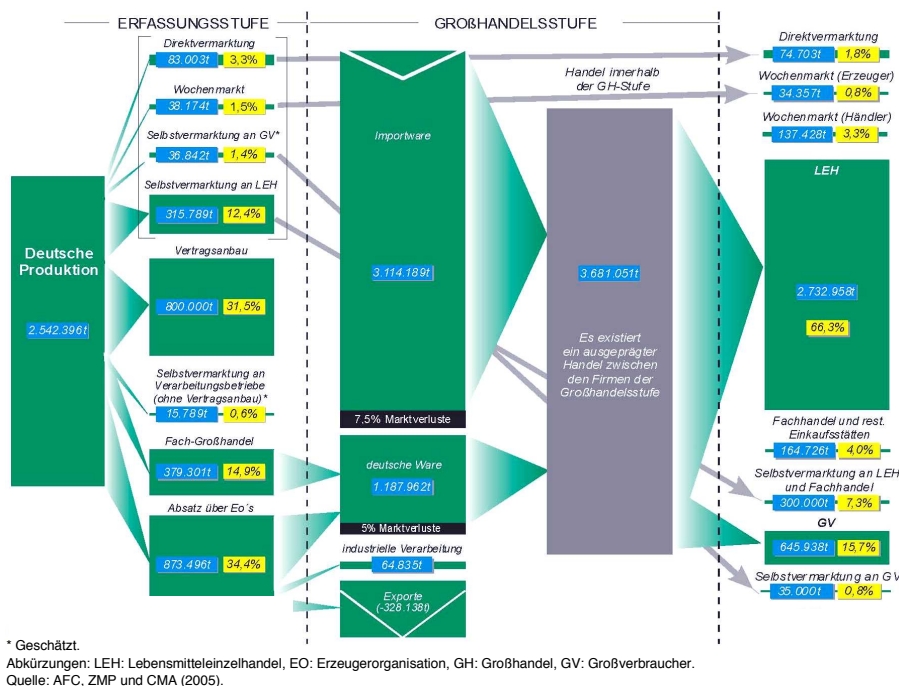 ERFASSUNGSSTUFE
GROßHANDELSSTUFE
Deutsche
Produktion
2.542.396t
Direktvermarktung
83.003t 3,3%
Wochenmarkt
38.174t 1,5%
Selbstvermarktung an GV*
36.842t 1,4%
Selbstvermarktung an LEH
315.789t 12,4%
Vertragsanbau
800.000t 31,5%
Selbstvermarktung an
Verarbeitungsbetriebe
(ohne Vertragsanbau)*
15.789t 0,6%
Fach-Großhandel
379.301t 14,9%
Absatz über Eo´s
873.496t 34,4%
Importware
3.114.189t
7,5% Marktverluste
deutsche Ware
1.187.962t
5% Marktverluste
industrielle Verarbeitung
64.835t
Exporte
(-328.138t)
Handel innerhalb
der GH-Stufe
3.681.051t
Es existiert
ein ausgeprägter
Handel zwischen
den Firmen der
Großhandelsstufe
Direktvermarktung
74.703t 1,8%
Wochenmarkt (Erzeuger)
34.357t 0,8%
Wochenmarkt (Händler)
137.428t 3,3%
LEH
2.732.958t
66,3%
Fachhandel und rest.
Einkaufsstätten
164.726t 4,0%
Selbstvermarktung an LEH
und Fachhandel
300.000t 7,3%
GV
645.938t 15,7%
Selbstvermarktung an GV
35.000t 0,8%
* Geschätzt.
Abkürzungen: LEH: Lebensmitteleinzelhandel, EO: Erzeugerorganisation, GH: Großhandel, GV: Großverbraucher.
Quelle: AFC, ZMP und CMA (2005).